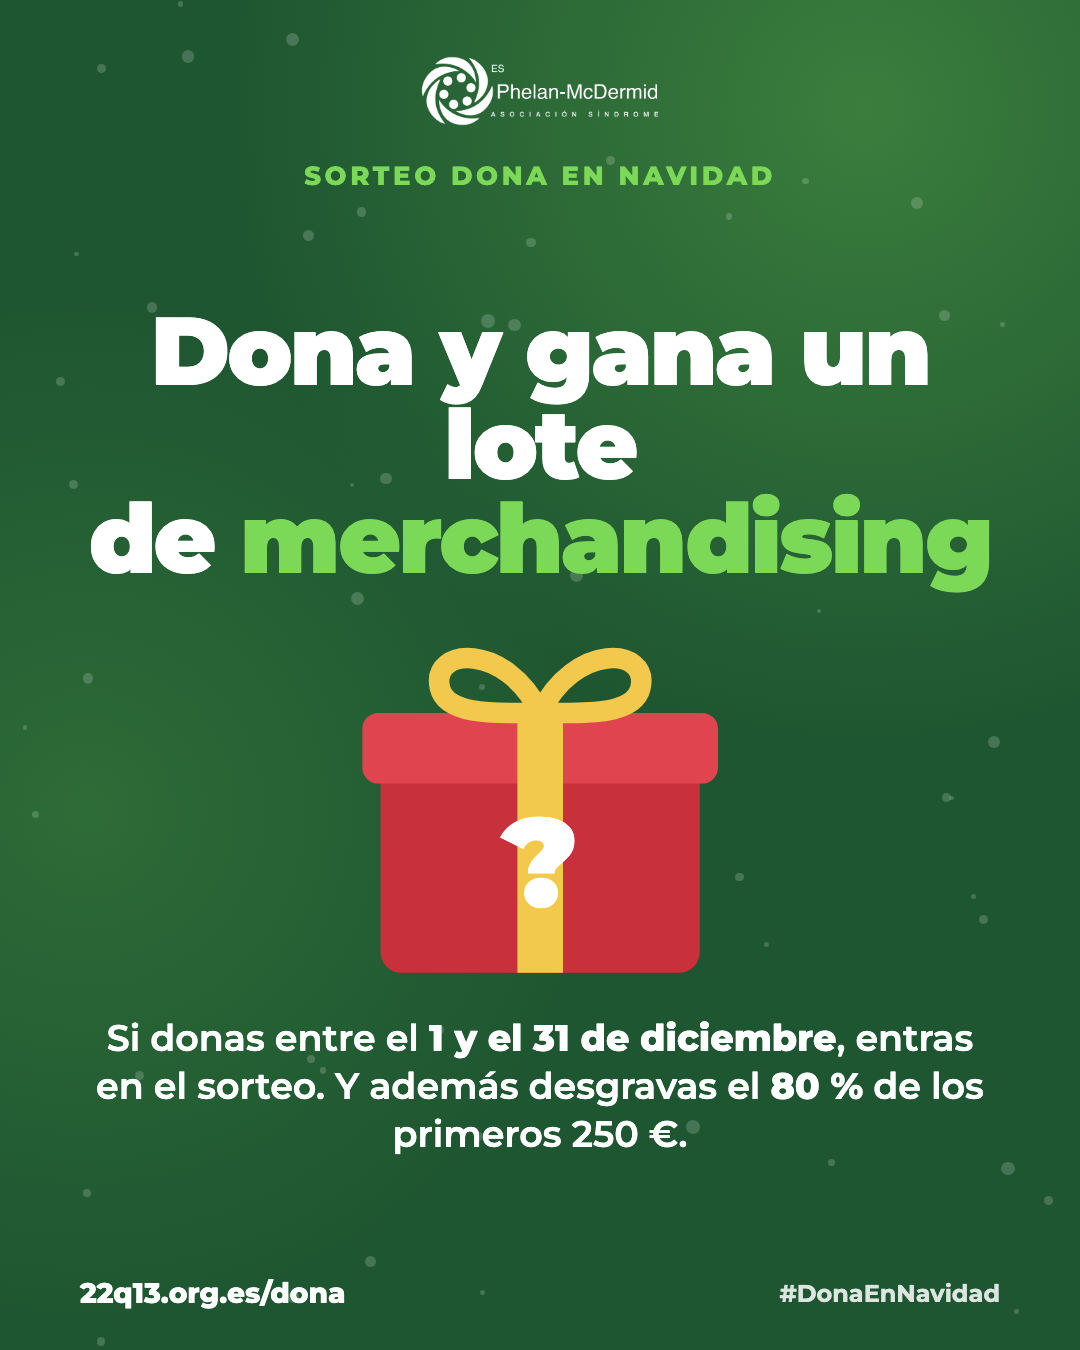 ES
Phelan-McDermid
ASOCIACIÓN SÍNDROME
SORTEO DONA EN NAVIDAD
Dona y gana un
lote
de merchandising
?
Si donas entre el 1 y el 31 de diciembre, entras
en el sorteo. Y además desgravas el 80 % de los
primeros 250 €.
22q13.org.es/dona
#DonaEnNavidad